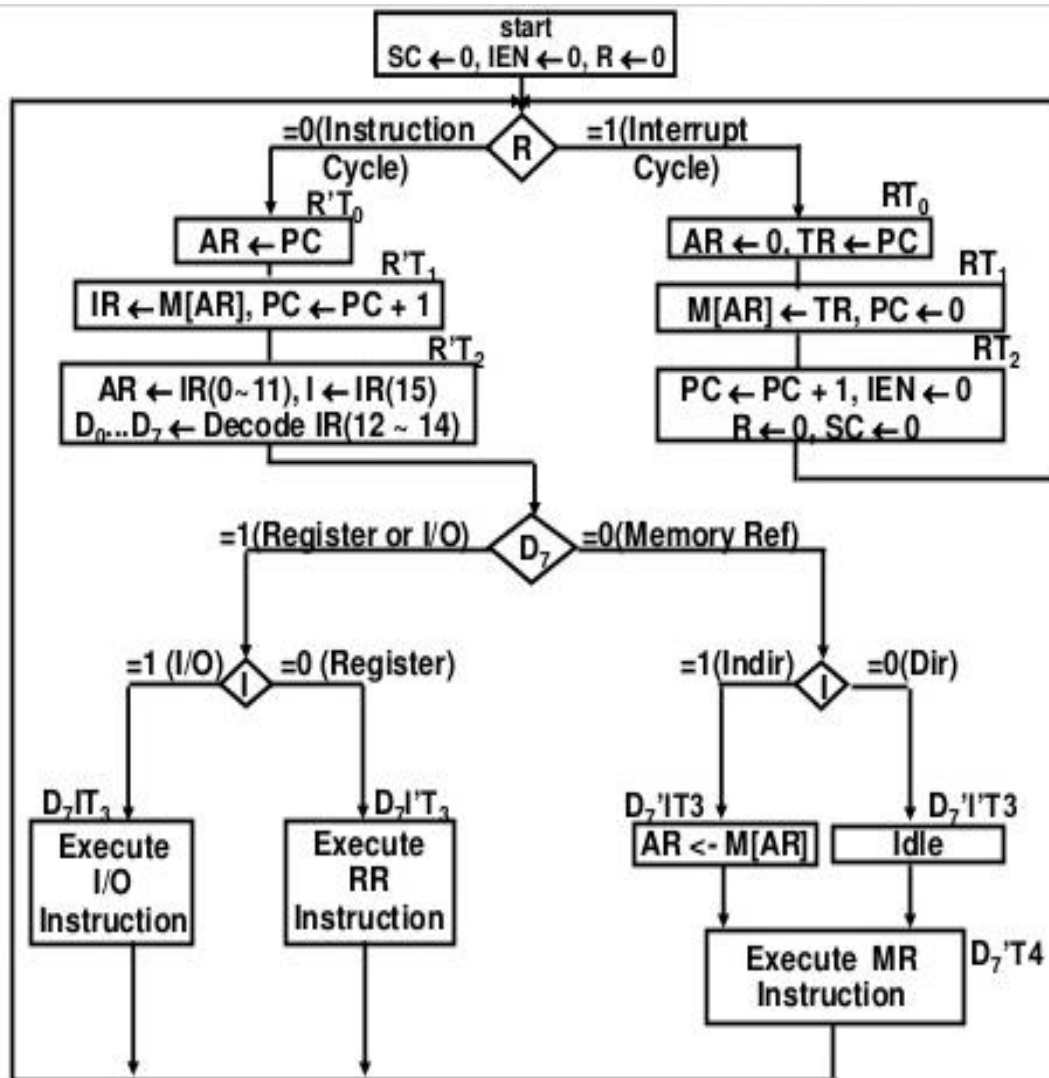 start
SC ← 0, IEN ← 0, R ← 0
=0(Instruction
Cycle)
R
=1(Interrupt
Cycle)
R'T₀
AR ← PC
R'T₁
IR ← M[AR], PC ← PC + 1
R'T₂
AR ← IR(0~11), I ← IR(15)
D₀...D₇ ← Decode IR(12 ~ 14)
RT₀
AR ← 0, TR ← PC
RT₁
M[AR] ← TR, PC ← 0
RT₂
PC ← PC + 1, IEN ← 0
R ← 0, SC ← 0
=1(Register or I/O)
D₇
=0(Memory Ref)
=1 (I/O)
I
=0 (Register)
=1(Indir)
I
=0(Dir)
D₇IT₃
Execute
I/O
Instruction
D₇I'T₃
Execute
RR
Instruction
D₇'IT3
AR <- M[AR]
D₇'I'T3
Idle
Execute MR
Instruction
D₇'T4